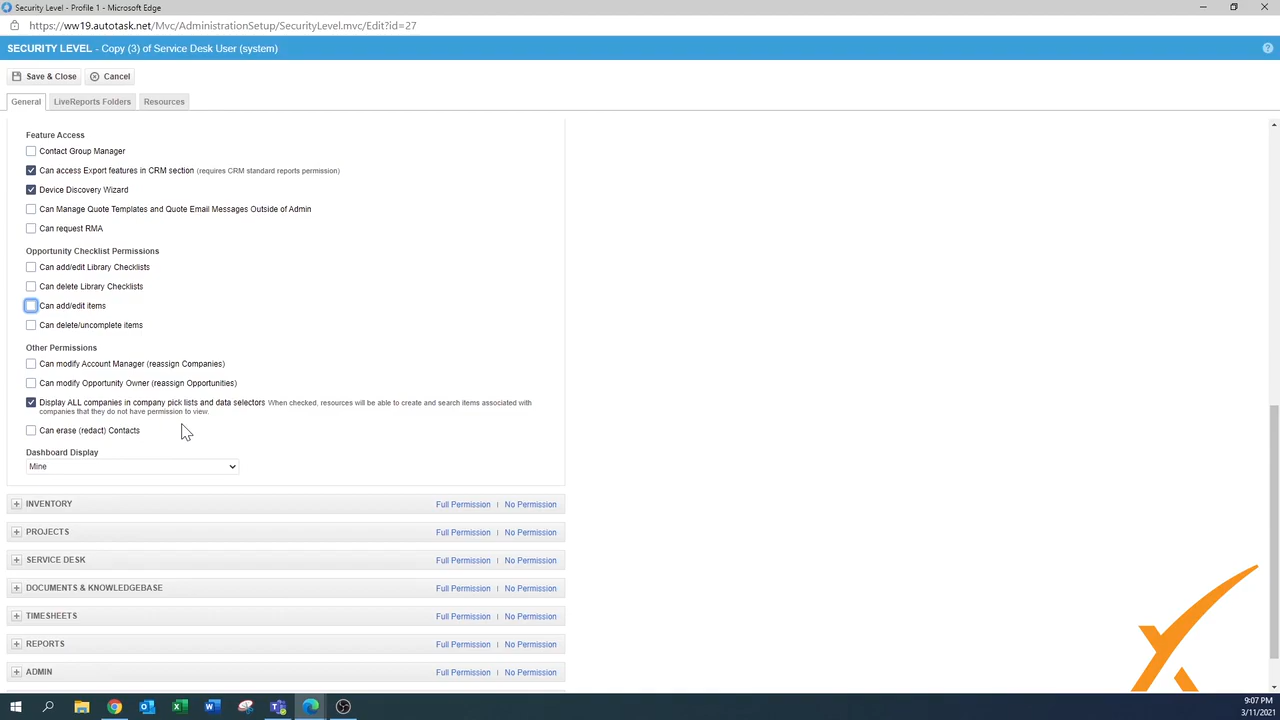 Security Level - Profile 1 - Microsoft Edge
https://ww19.autotask.net/Mvc/AdministrationSetup/SecurityLevel.mvc/Edit?id=27
SECURITY LEVEL - Copy (3) of Service Desk User (system)
?
Save & Close
Cancel
General
LiveReports Folders
Resources
Feature Access
Contact Group Manager
Can access Export features in CRM section (requires CRM standard reports permission)
Device Discovery Wizard
Can Manage Quote Templates and Quote Email Messages Outside of Admin
Can request RMA
Opportunity Checklist Permissions
Can add/edit Library Checklists
Can delete Library Checklists
Can add/edit items
Can delete/uncomplete items
Other Permissions
Can modify Account Manager (reassign Companies)
Can modify Opportunity Owner (reassign Opportunities)
Display ALL companies in company pick lists and data selectors When checked, resources will be able to create and search items associated with
companies that they do not have permission to view.
Can erase (redact) Contacts
Dashboard Display
Mine
INVENTORY Full Permission | No Permission
PROJECTS Full Permission | No Permission
SERVICE DESK Full Permission | No Permission
DOCUMENTS & KNOWLEDGEBASE Full Permission | No Permission
TIMESHEETS Full Permission | No Permission
REPORTS Full Permission | No Permission
ADMIN Full Permission | No Permission
9:07 PM
3/11/2021